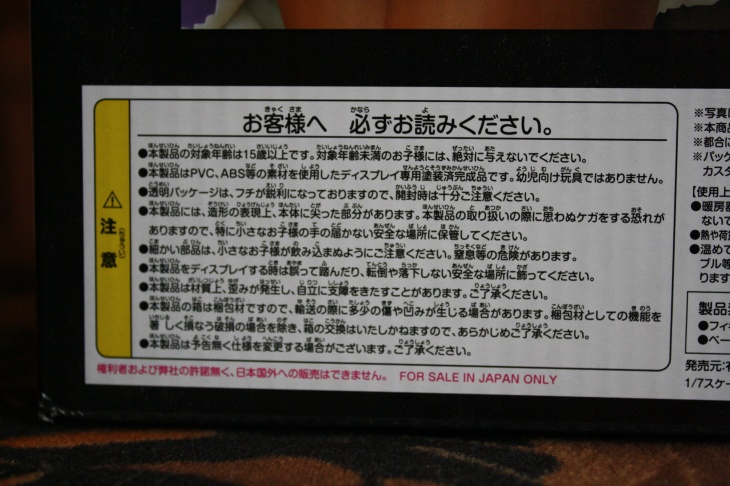 お客様へ 必ずお読みください。
注意
●本製品の対象年齢は15歳以上です。対象年齢未満のお子様には、絶対に与えないでください。
●本製品はPVC、ABS等の素材を使用したディスプレイ専用塗装済完成品です。幼児向け玩具ではありません。
●透明パッケージは、フチが鋭利になっておりますので、開封時は十分ご注意ください。
●本製品には、造形の表現上、本体に尖った部分があります。本製品の取り扱いの際に思わぬケガをする恐れが
ありますので、特に小さなお子様の手の届かない安全な場所に保管してください。
●細かい部品は、小さなお子様が飲み込まぬようにご注意ください。窒息等の危険があります。
●本製品をディスプレイする時は誤って踏んだり、転倒や落下しない安全な場所に飾ってください。
●本製品は材質上、歪みが発生し、自立に支障をきたすことがあります。ご了承ください。
●本製品の箱は梱包材ですので、輸送の際に多少の傷や凹みが生じる場合があります。梱包材としての機能を
著しく損なう破損の場合を除き、箱の交換はいたしかねますので、あらかじめご了承ください。
●本製品は予告無く仕様を変更する場合がございます。ご了承ください。
権利者および弊社の許諾無く、日本国外への販売はできません。 FOR SALE IN JAPAN ONLY
※写真
※本商
※都合
※パッ
カス
【使用上
●暖房
ないで
●熱や荷
●温めて
ブル等
ります
製品
●フィギ
●ベー
発売元:
1/7スケー